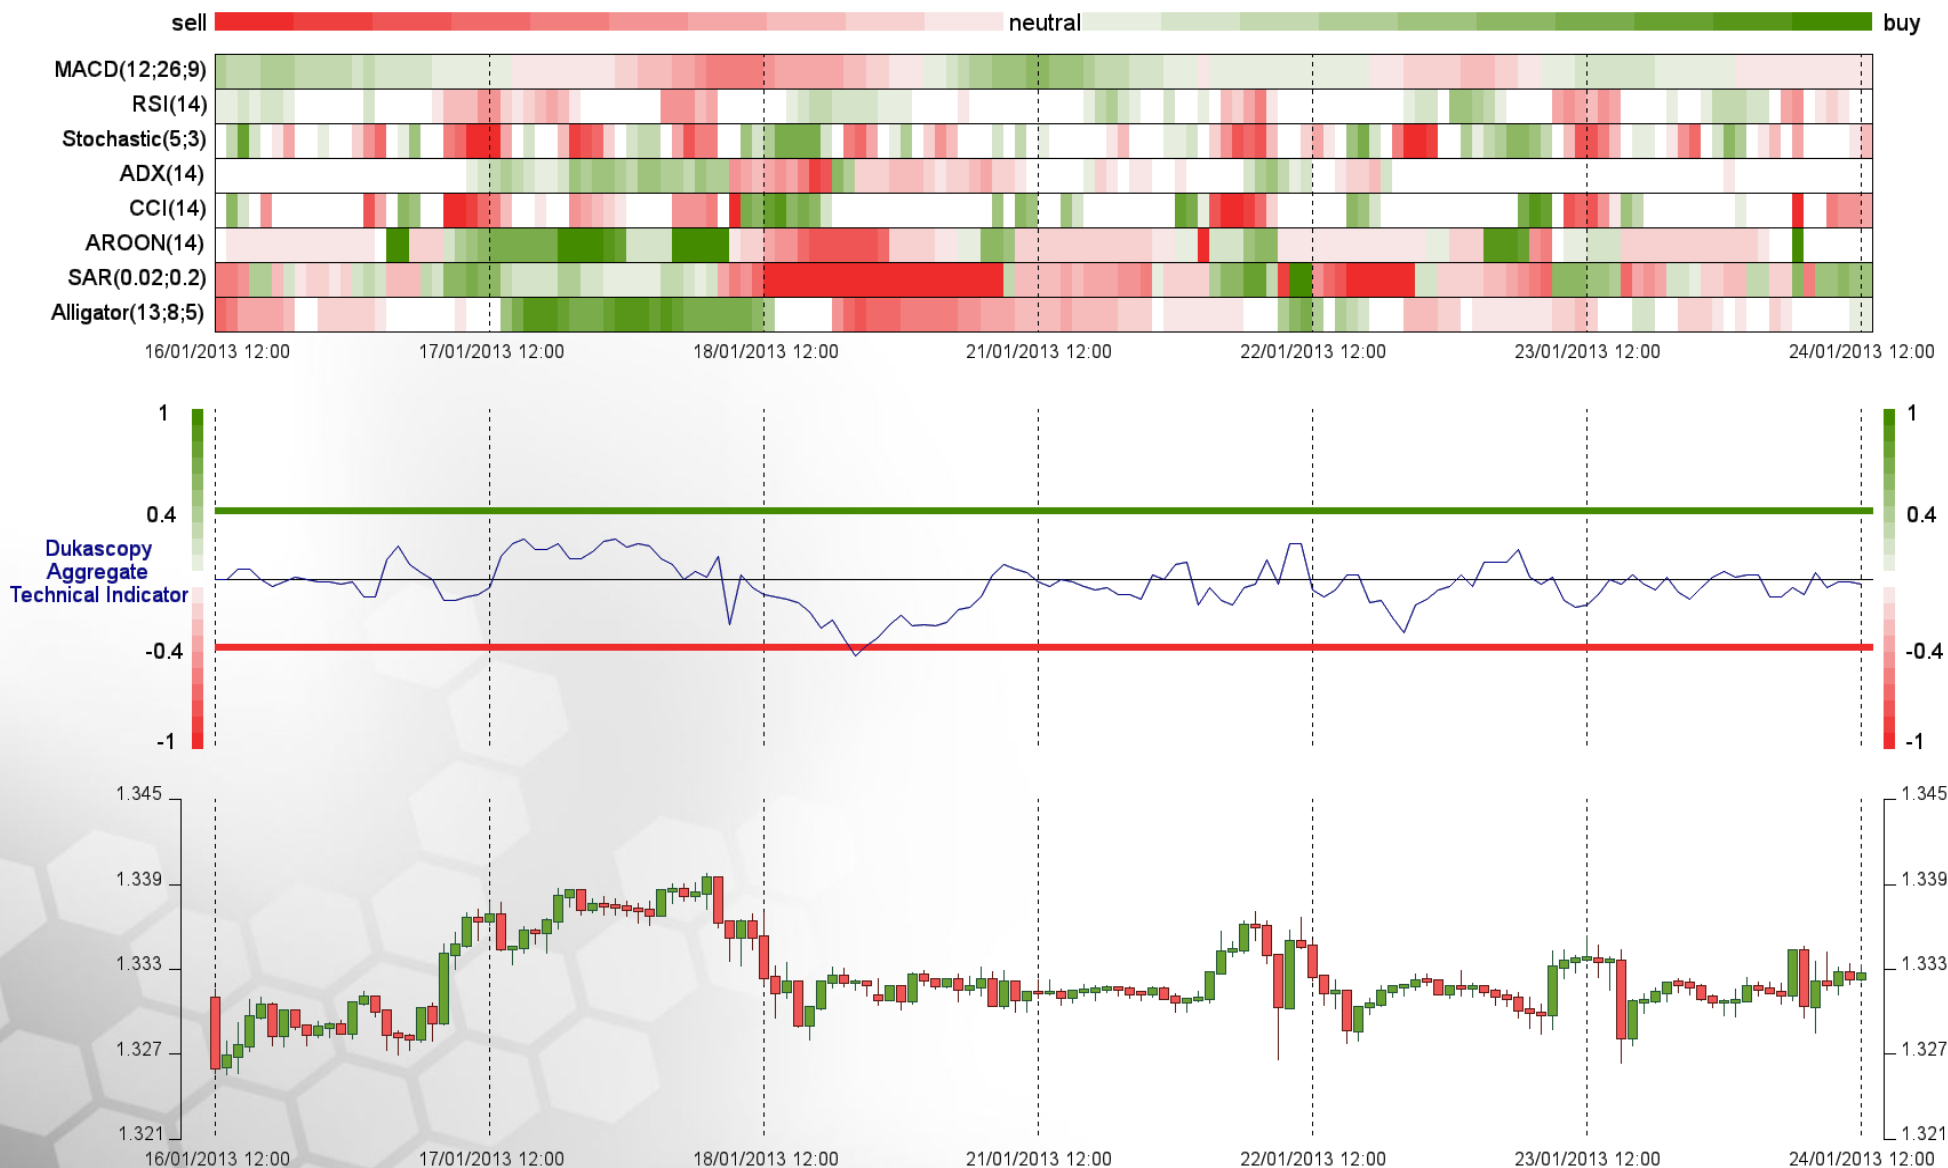 sell neutral buy
MACD(12;26;9)
RSI(14)
Stochastic(5;3)
ADX(14)
CCI(14)
AROON(14)
SAR(0.02;0.2)
Alligator(13;8;5)
16/01/2013 12:00 17/01/2013 12:00 18/01/2013 12:00 21/01/2013 12:00 22/01/2013 12:00 23/01/2013 12:00 24/01/2013 12:00
1 1
0.4 0.4
Dukascopy
Aggregate
Technical Indicator
-0.4 -0.4
-1 -1
1.345 1.345
1.339 1.339
1.333 1.333
1.327 1.327
1.321 1.321
16/01/2013 12:00 17/01/2013 12:00 18/01/2013 12:00 21/01/2013 12:00 22/01/2013 12:00 23/01/2013 12:00 24/01/2013 12:00